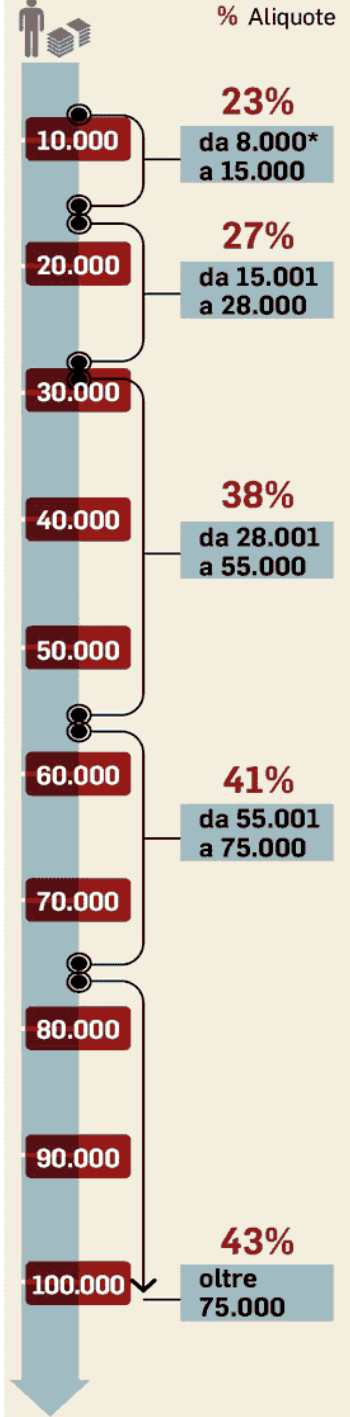 % Aliquote
23%
10.000
da 8.000*
a 15.000
27%
20.000
da 15.001
a 28.000
30.000
38%
40.000
da 28.001
a 55.000
50.000
60.000
41%
da 55.001
a 75.000
70.000
80.000
90.000
43%
100.000
oltre
75.000